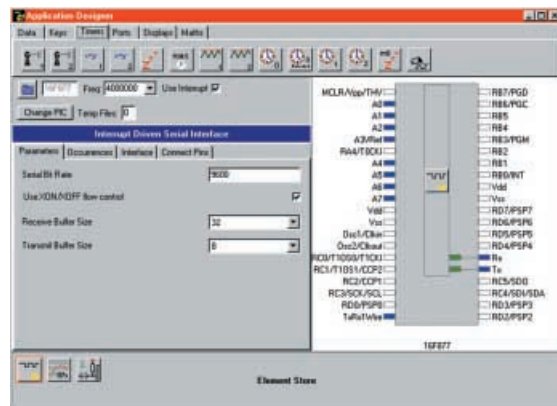 Application Designer
Data Keys Timers Ports Displays Maths
16F877 Freq 4000000 Use Interrupt
Change PIC Temp Files 0
Interrupt Driven Serial Interface
Parameters Occurrences Interface Connect Pins
Serial Bit Rate 9600
Use XON/XOFF flow control
Receive Buffer Size 32
Transmit Buffer Size 8
MCLR/Vpp/THV RB7/PGD
A0 RB6/PGC
A1 RB5
A2 RB4
A3/Vref RB3/PGM
RA4/T0CKI RB2
A4 RB1
A5 RB0/INT
A6 Vdd
A7 Vss
Vdd RD7/PSP7
Vss RD6/PSP6
Osc1/Clkin RD5/PSP5
Osc2/Clkout RD4/PSP4
RC0/T1OSO/T1CKI Rx
RC1/T1OS1/CCP2 Tx
RC2/CCP1 RC5/SDO
RC3/SCK/SCL RC4/SDI/SDA
RD0/PSP0 RD3/PSP3
TxRx1Wire RD2/PSP2
16F877
Element Store